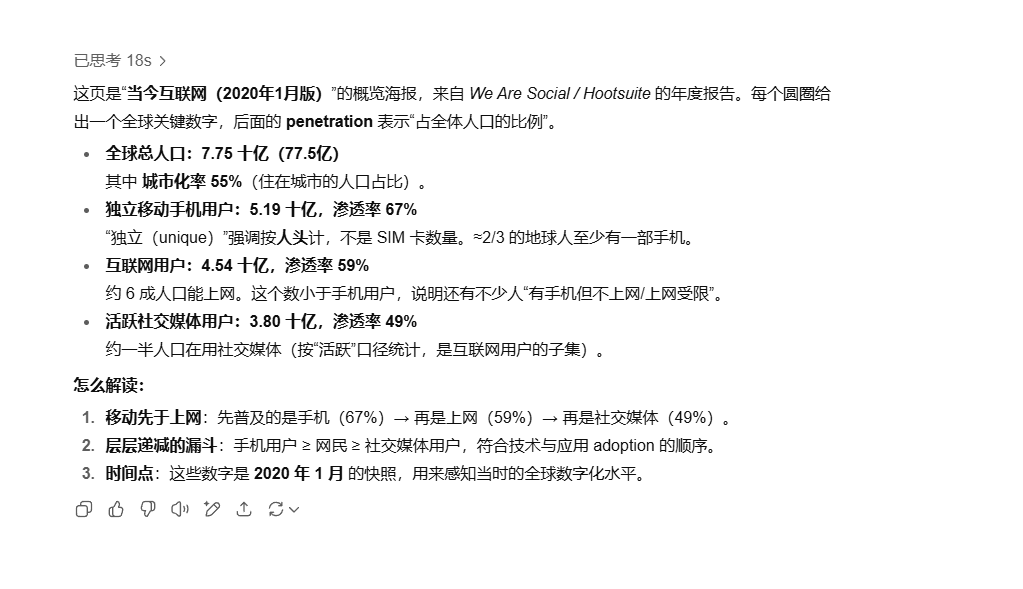 已思考 18s
这页是“当今互联网（2020年1月版）”的概览海报，来自 We Are Social / Hootsuite 的年度报告。每个圆圈给
出一个全球关键数字，后面的 penetration 表示“占全体人口的比例”。
• 全球总人口：7.75 十亿（77.5亿）
其中 城市化率 55%（住在城市的人口占比）。
• 独立移动手机用户：5.19 十亿，渗透率 67%
“独立（unique）”强调按人头计，不是 SIM 卡数量。≈2/3 的地球人至少有一部手机。
• 互联网用户：4.54 十亿，渗透率 59%
约 6 成人口能上网。这个数小于手机用户，说明还有不少人“有手机但不上网/上网受限”。
• 活跃社交媒体用户：3.80 十亿，渗透率 49%
约一半人口在用社交媒体（按“活跃”口径统计，是互联网用户的子集）。
怎么解读：
1. 移动先于上网：先普及的是手机（67%）→ 再是上网（59%）→ 再是社交媒体（49%）。
2. 层层递减的漏斗：手机用户 ≥ 网民 ≥ 社交媒体用户，符合技术与应用 adoption 的顺序。
3. 时间点：这些数字是 2020 年 1 月 的快照，用来感知当时的全球数字化水平。